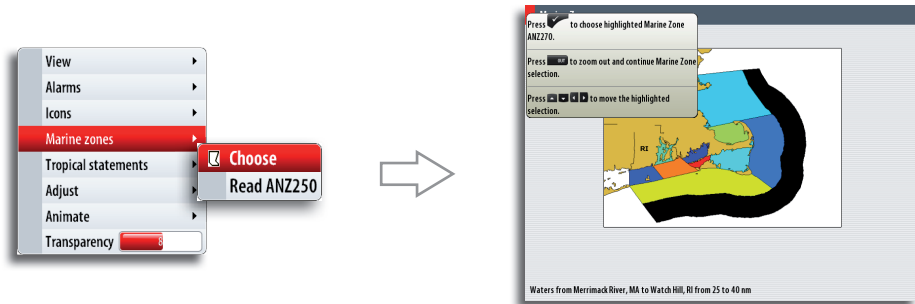 View
Alarms
Icons
Marine zones
Tropical statements
Adjust
Animate
Transparency 8
Choose
Read ANZ250
Press to choose highlighted Marine Zone
ANZ270.
Press OUT to zoom out and continue Marine Zone
selection.
Press to move the highlighted
selection.
RI
Waters from Merrimack River, MA to Watch Hill, RI from 25 to 40 nm